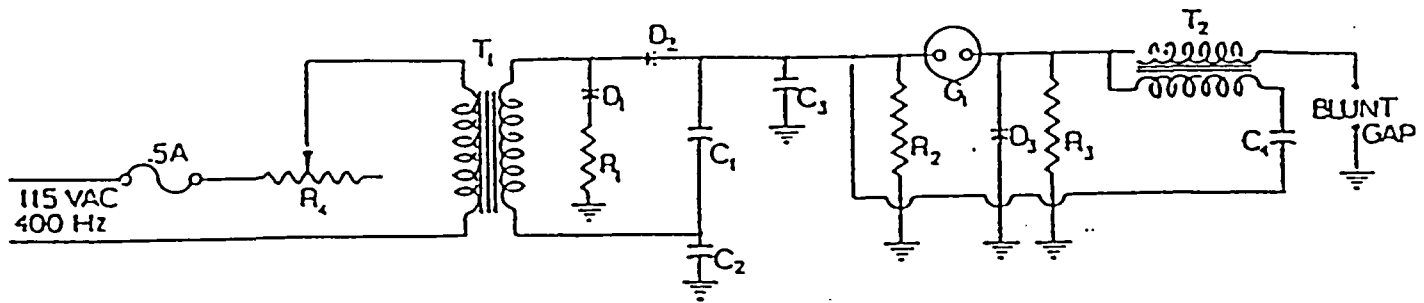 T₁
D₂
T₂
.5A
115 VAC
400 Hz
R₄
D₁
R₁
C₁
C₂
C₃
R₂
G₁
D₃
R₃
C₄
BLUNT
GAP